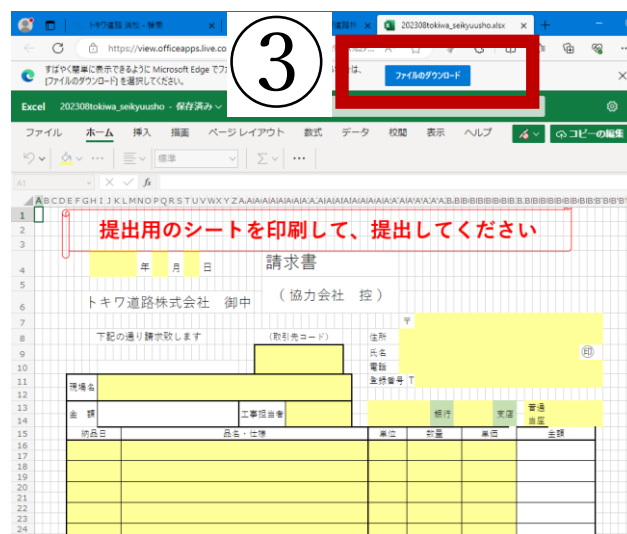 トキワ道路 浜松 - 検索
202308tokiwa_seikyuusho.xlsx
https://view.officeapps.live.co
③
すばやく簡単に表示できるように Microsoft Edge で
は、
[ファイルのダウンロード] を選択してください。
ファイルのダウンロード
Excel 202308tokiwa_seikyuusho - 保存済み
ファイル ホーム 挿入 描画 ページ レイアウト 数式 データ 校閲 表示 ヘルプ コピーの編集
標準
A1 fx
提出用のシートを印刷して、提出してください
年 月 日 請求書
トキワ道路株式会社 御中 (協力会社 控)
〒
下記の通り請求致します (取引先コード) 住所
氏名 ㊞
電話
登録番号 T
現場名
金 額 工事担当者 銀行 支店 普通
当座
納品日 品名・仕様 単位 数量 単価 金額